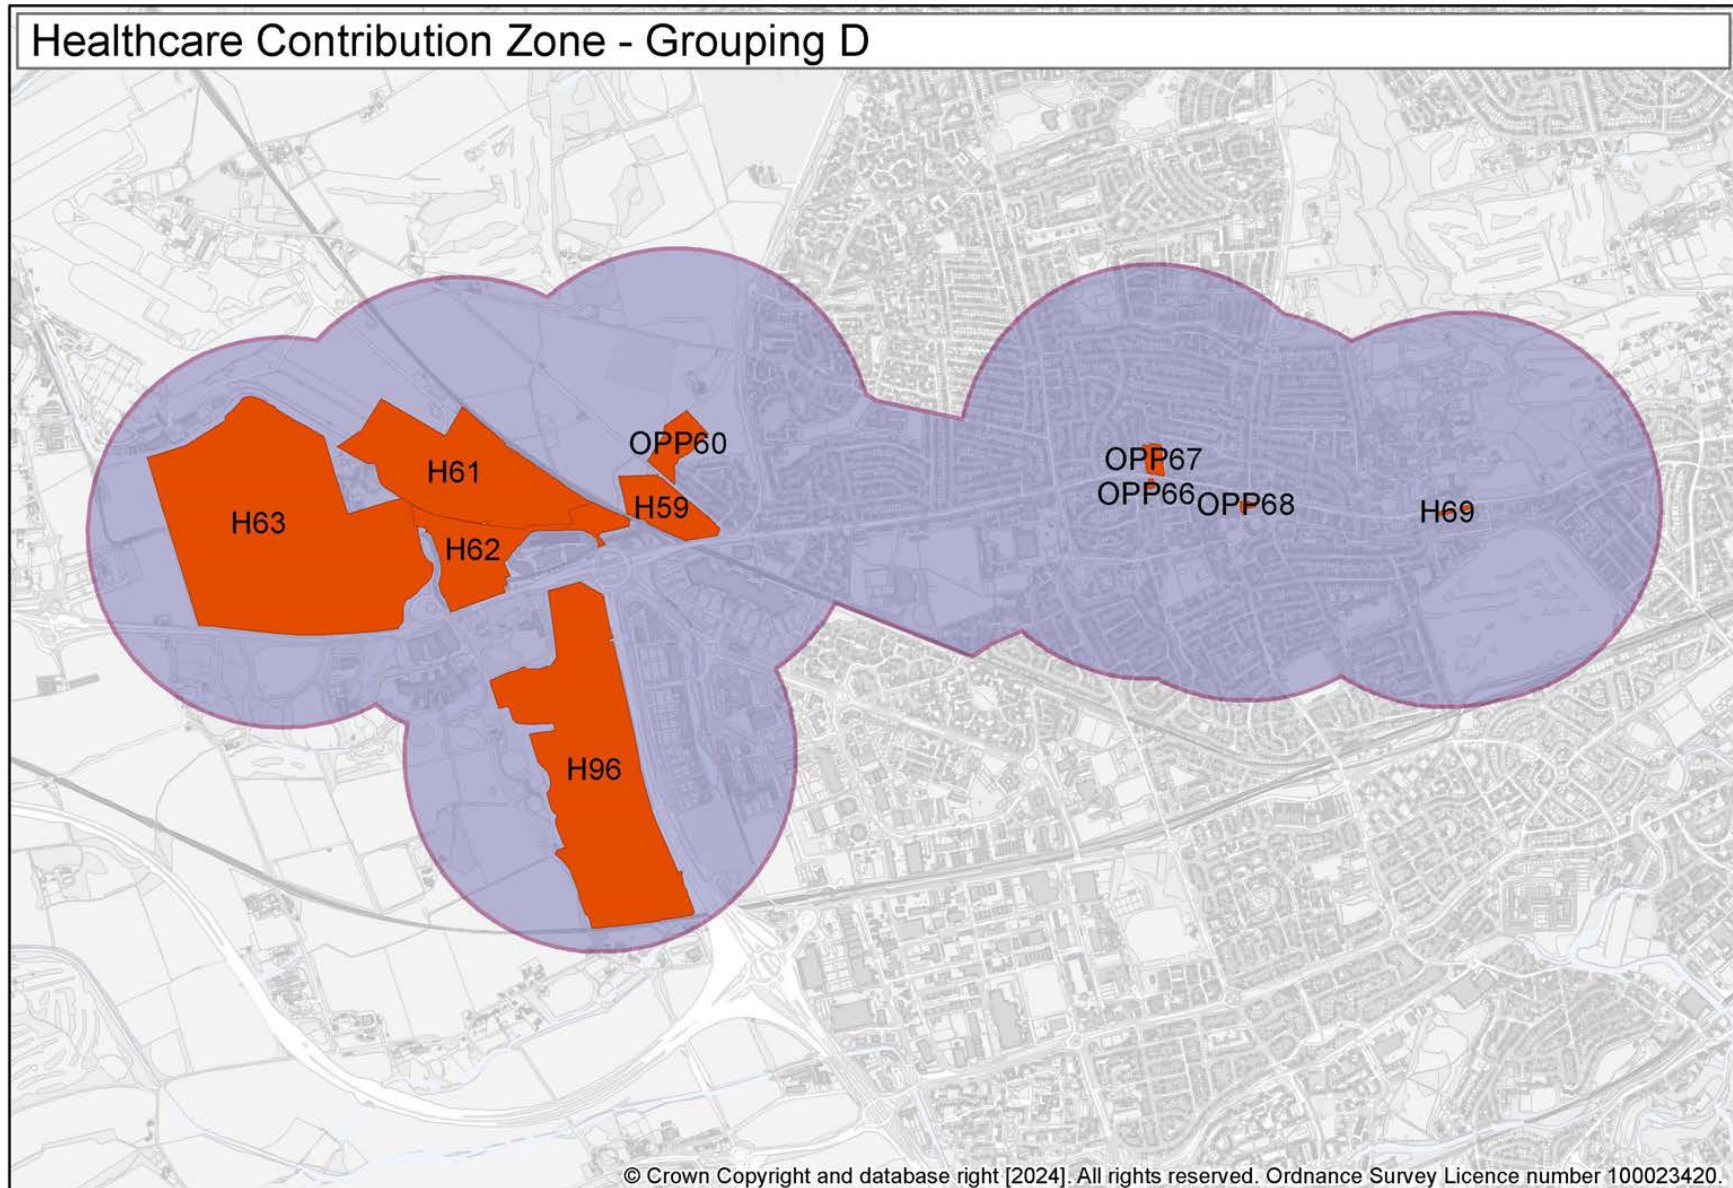 Healthcare Contribution Zone - Grouping D
OPP60
H61
H59
H63
H62
H96
OPP67
OPP66
OPP68
H69
© Crown Copyright and database right [2024]. All rights reserved. Ordnance Survey Licence number 100023420.